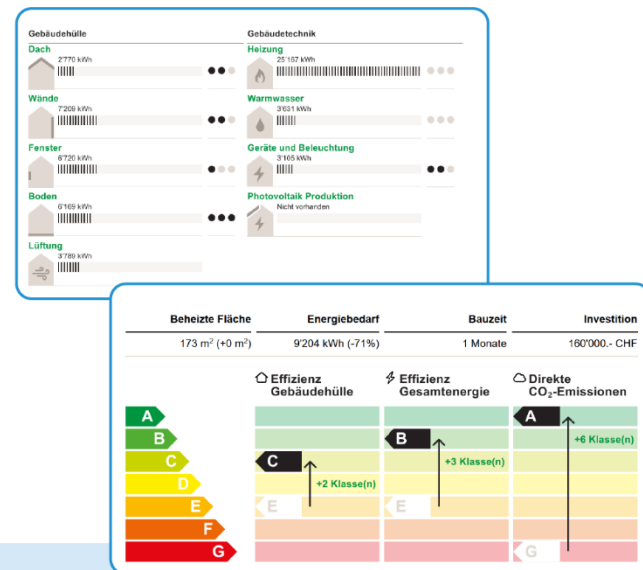 Gebäudehülle
Dach
2'770 kWh
Wände
7'209 kWh
Fenster
6'720 kWh
Boden
6'169 kWh
Lüftung
3'789 kWh
Gebäudetechnik
Heizung
25'167 kWh
Warmwasser
3'631 kWh
Geräte und Beleuchtung
3'105 kWh
Photovoltaik Produktion
Nicht vorhanden
Beheizte Fläche Energiebedarf Bauzeit Investition
173 m² (+0 m²) 9'204 kWh (-71%) 1 Monate 160'000.- CHF
Effizienz Gebäudehülle
Effizienz Gesamtenergie
Direkte CO₂-Emissionen
A A
B B +6 Klasse(n)
C C +3 Klasse(n)
D +2 Klasse(n)
E E E
F
G G